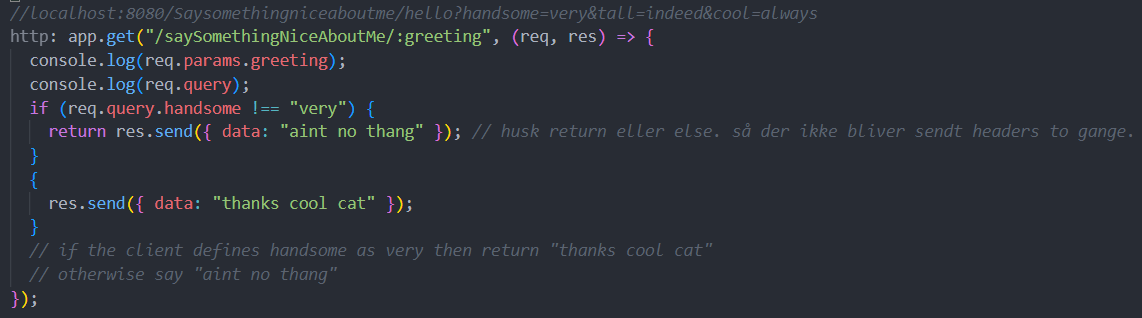 //localhost:8080/Saysomethingniceaboutme/hello?handsome=very&tall=indeed&cool=always
http: app.get("/saySomethingNiceAboutMe/:greeting", (req, res) => {
  console.log(req.params.greeting);
  console.log(req.query);
  if (req.query.handsome !== "very") {
    return res.send({ data: "aint no thang" }); // husk return eller else. så der ikke bliver sendt headers to gange.
  }
  {
    res.send({ data: "thanks cool cat" });
  }
  // if the client defines handsome as very then return "thanks cool cat"
  // otherwise say "aint no thang"
});